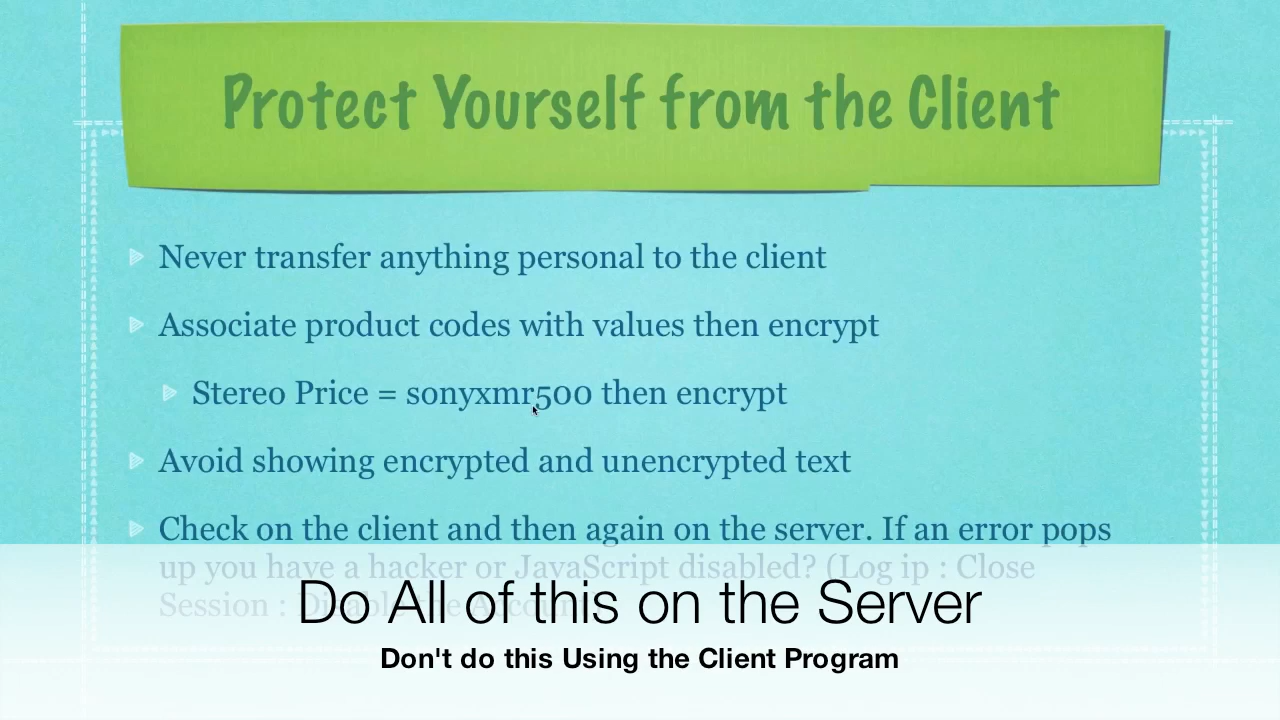 Protect Yourself from the Client
Never transfer anything personal to the client
Associate product codes with values then encrypt
Stereo Price = sonyxmr500 then encrypt
Avoid showing encrypted and unencrypted text
Check on the client and then again on the server. If an error pops
up you have a hacker or JavaScript disabled? (Log ip : Close
Session :
Do All of this on the Server
Don't do this Using the Client Program